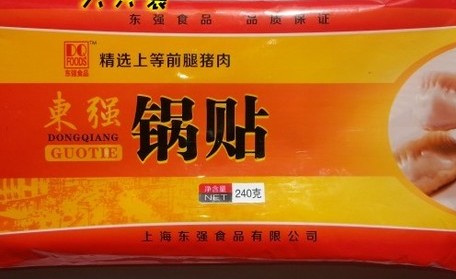 东强食品 品质保证
DQ
FOODS
TM
东强食品
精选上等前腿猪肉
東强
DONGQIANG
GUOTIE
锅贴
净含量
NET
240克
上海东强食品有限公司